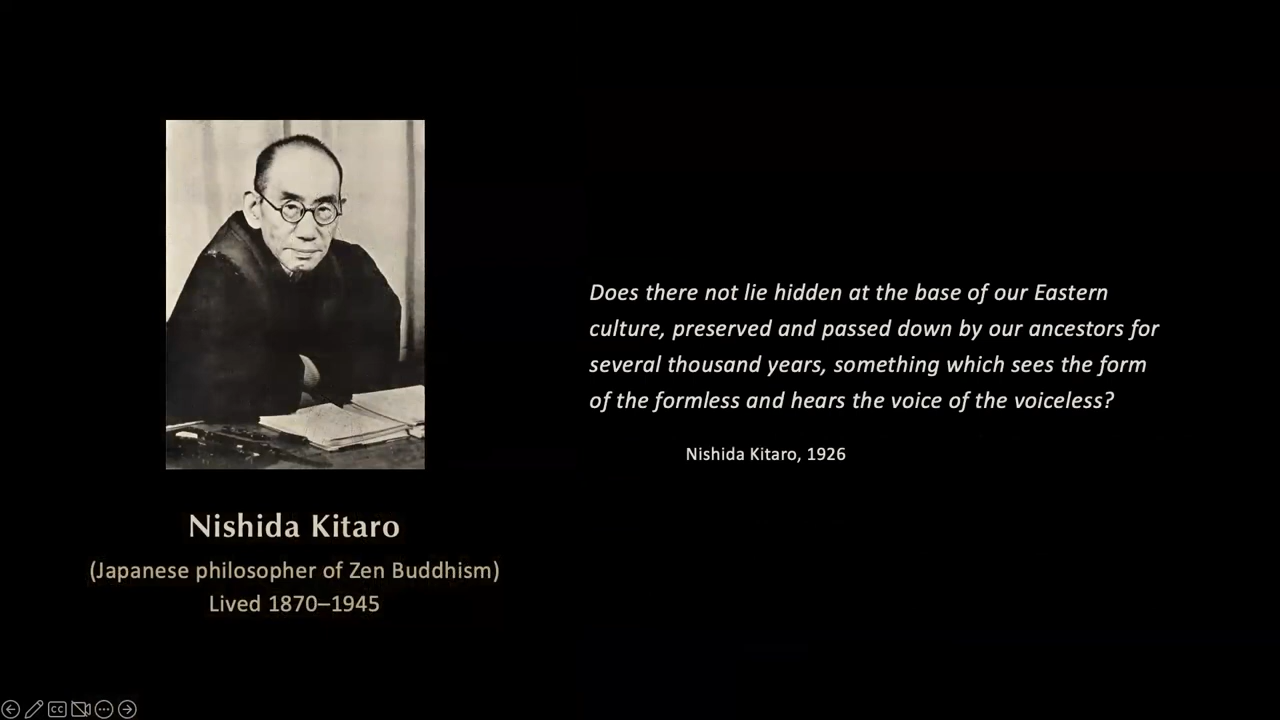 Does there not lie hidden at the base of our Eastern
culture, preserved and passed down by our ancestors for
several thousand years, something which sees the form
of the formless and hears the voice of the voiceless?
Nishida Kitaro, 1926
Nishida Kitaro
(Japanese philosopher of Zen Buddhism)
Lived 1870–1945
CC